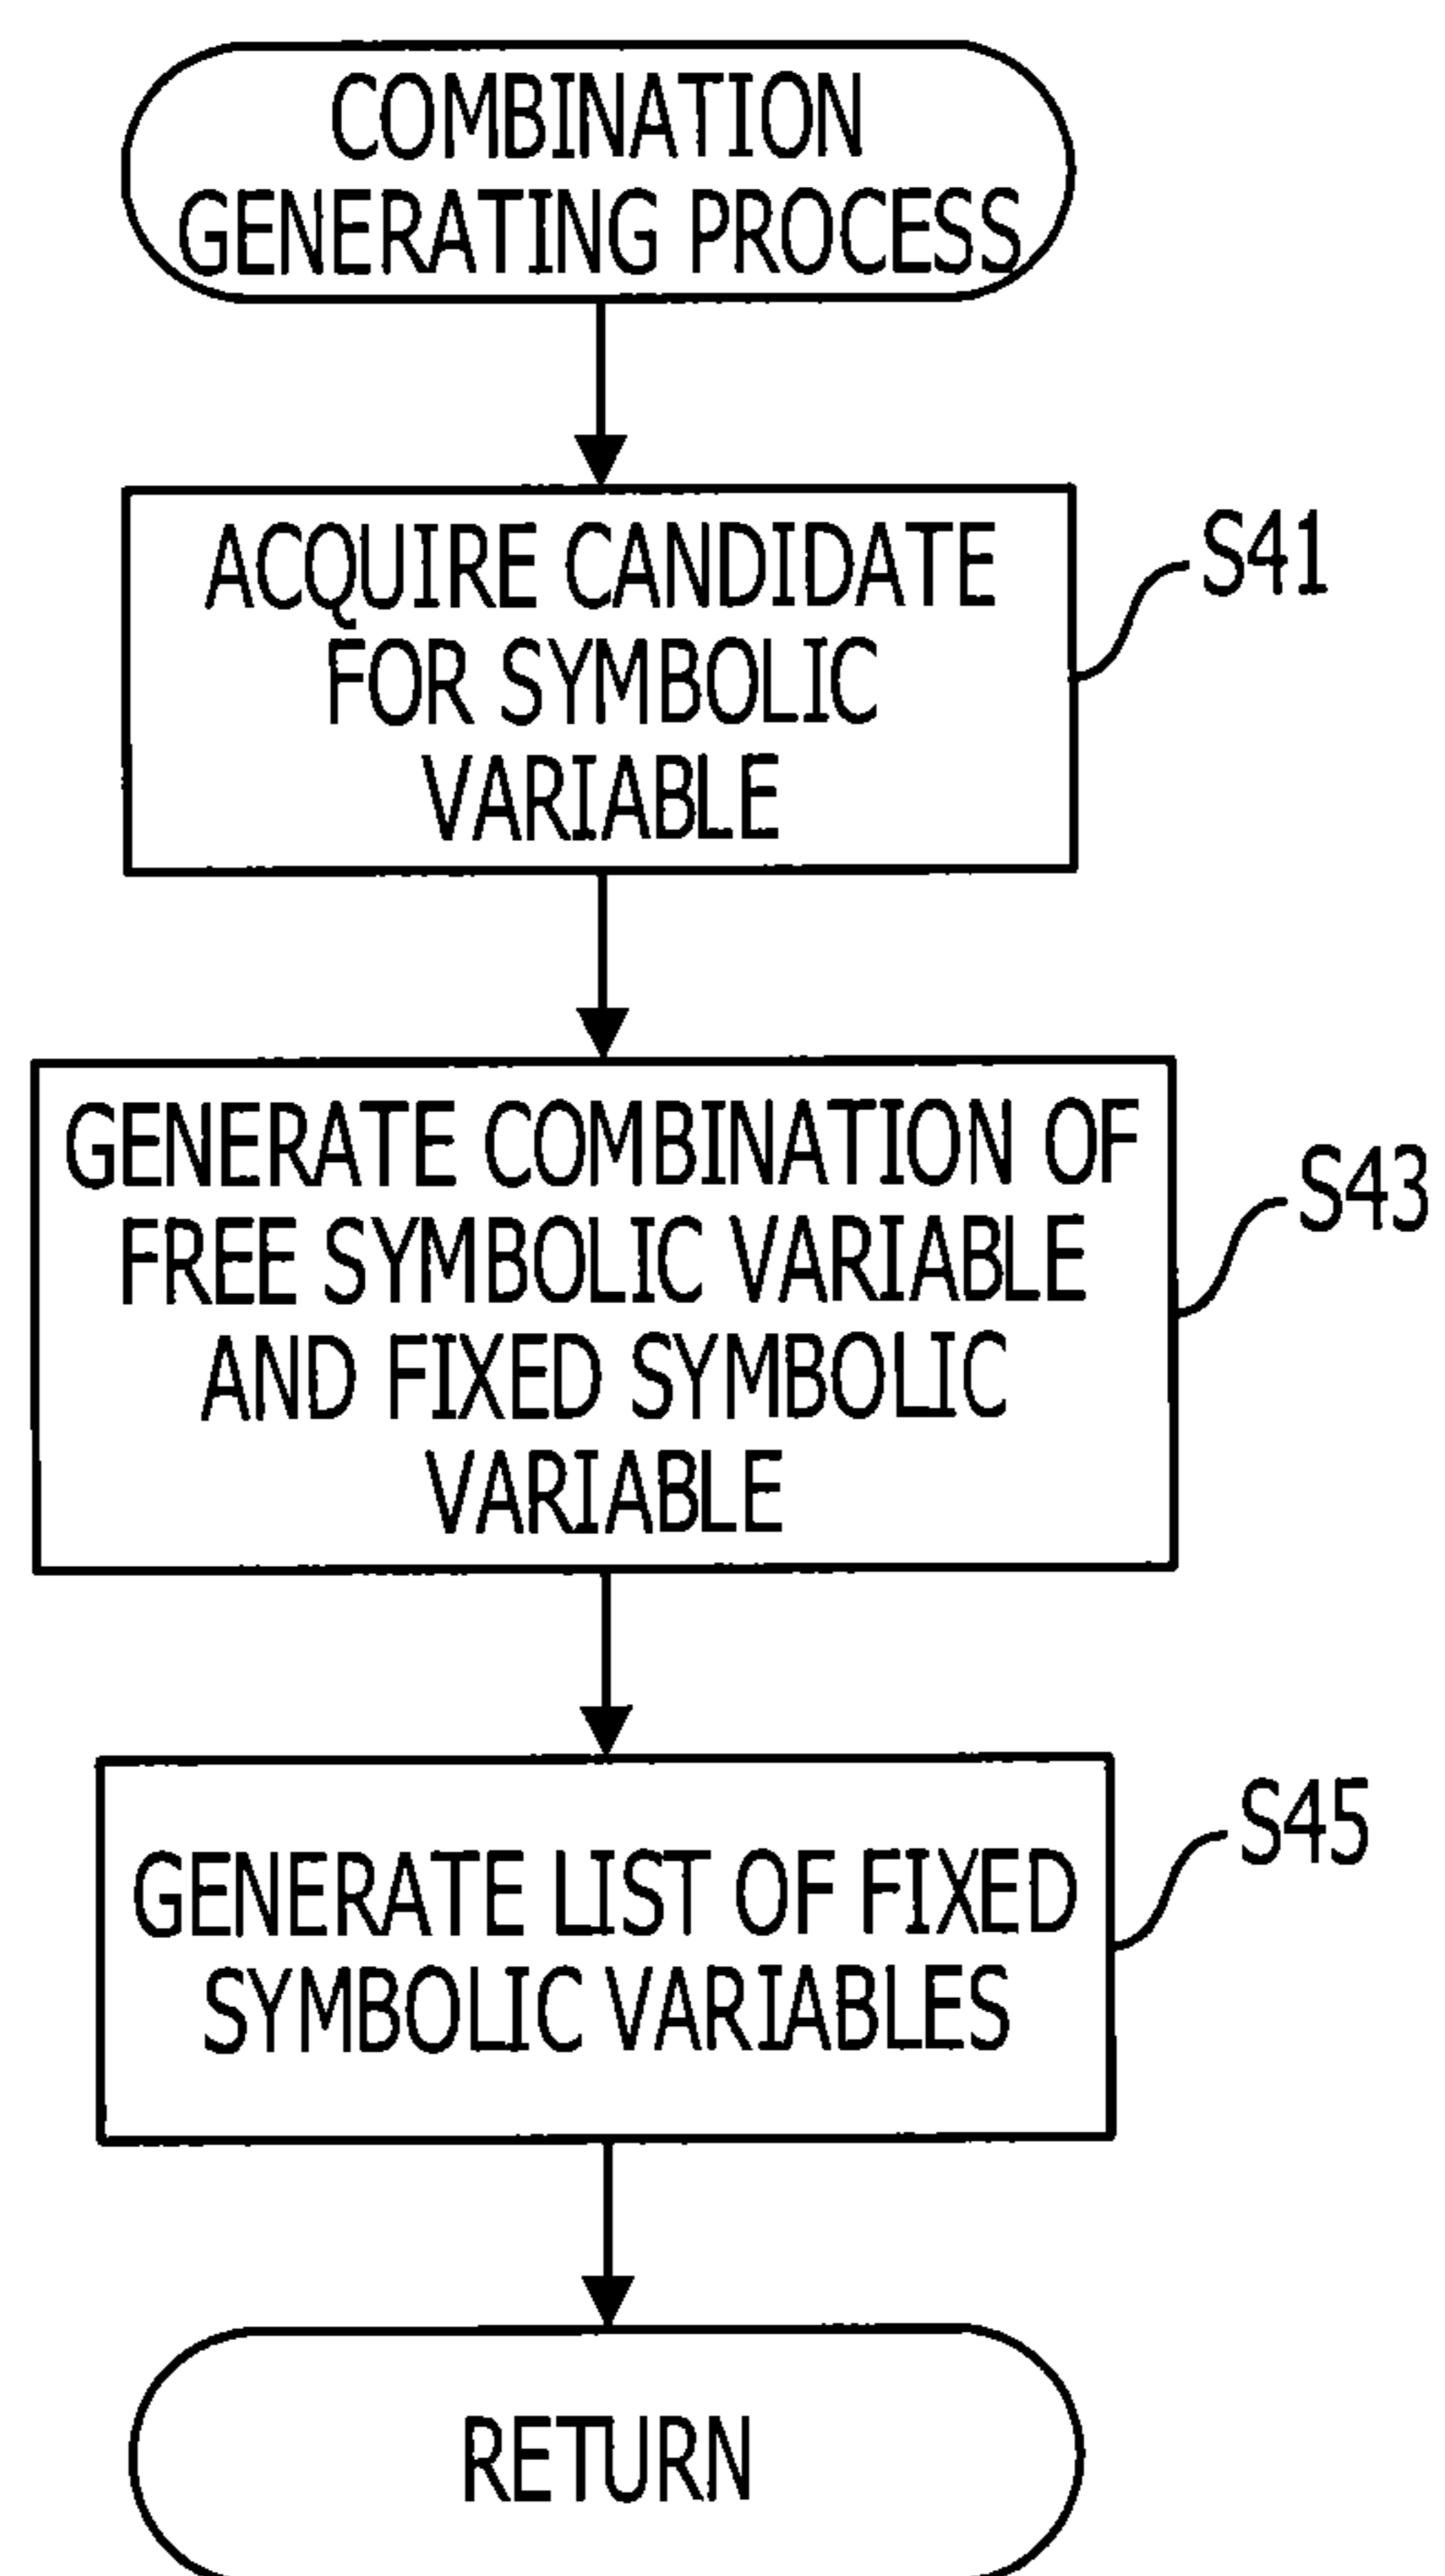 COMBINATION
GENERATING PROCESS
ACQUIRE CANDIDATE
FOR SYMBOLIC
VARIABLE
S41
GENERATE COMBINATION OF
FREE SYMBOLIC VARIABLE
AND FIXED SYMBOLIC
VARIABLE
S43
GENERATE LIST OF FIXED
SYMBOLIC VARIABLES
S45
RETURN